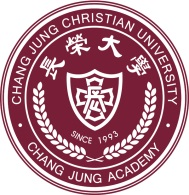 CHANG JUNG CHRISTIAN UNIVERSITY
長榮大學
SINCE 1993
CHANG JUNG ACADEMY